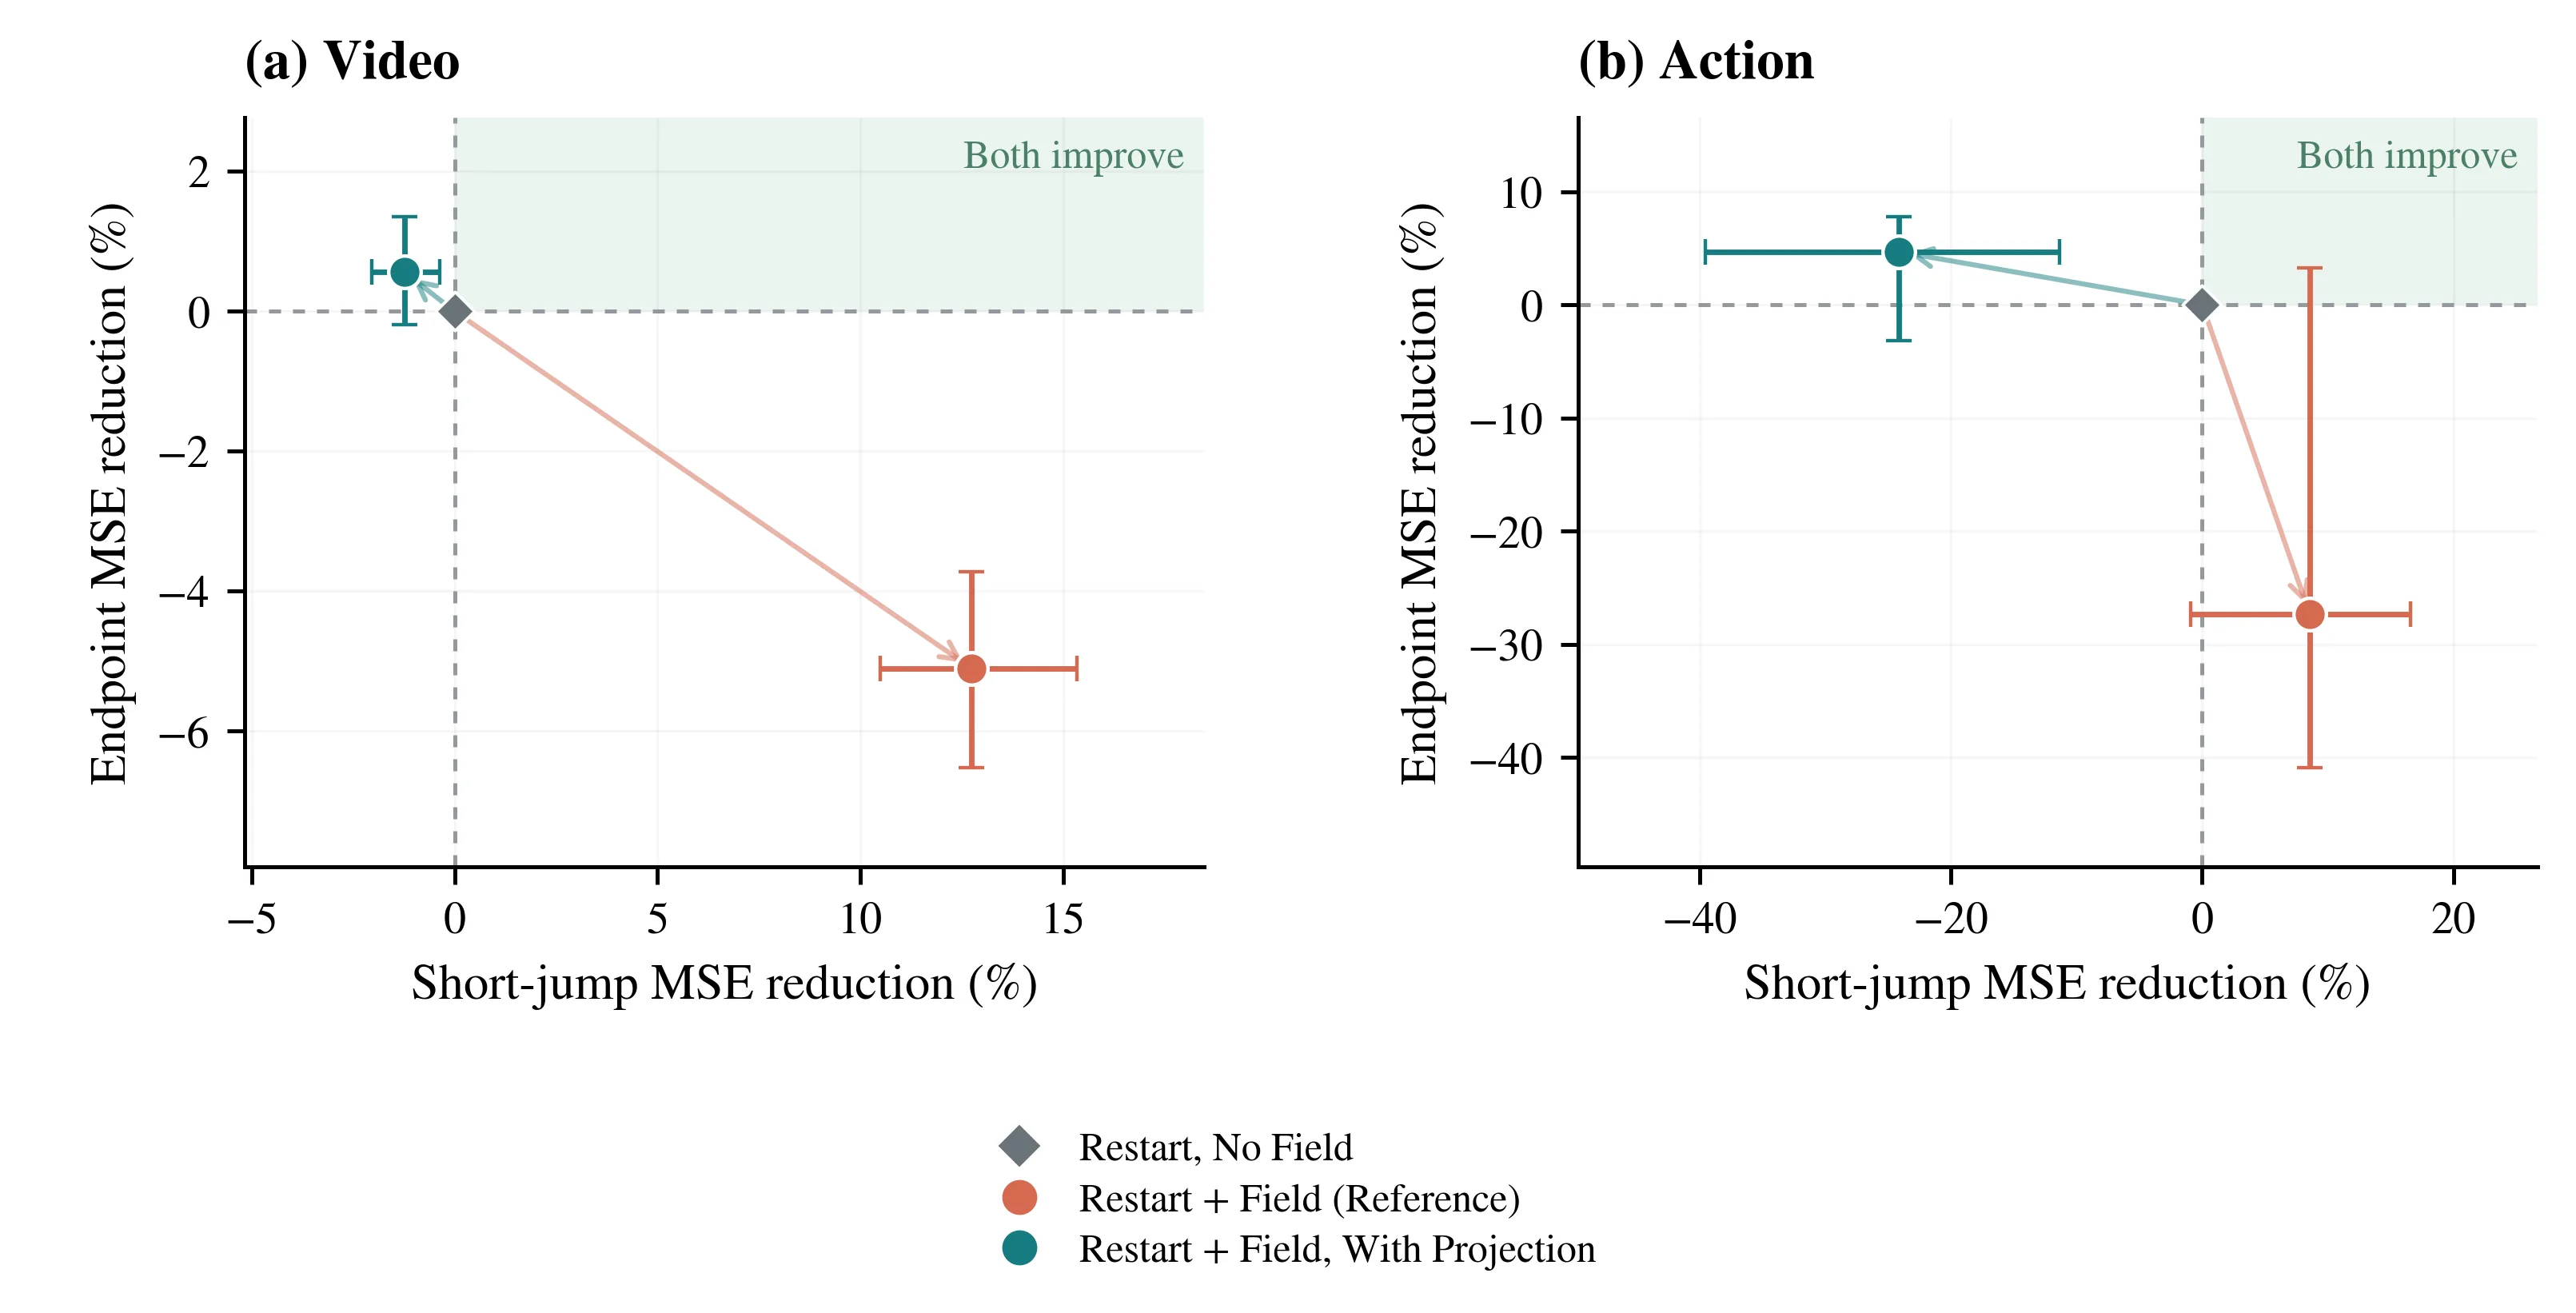 (a) Video
Both improve
2
0
−2
−4
−6
Endpoint MSE reduction (%)
−5 0 5 10 15
Short-jump MSE reduction (%)
(b) Action
Both improve
10
0
−10
−20
−30
−40
Endpoint MSE reduction (%)
−40 −20 0 20
Short-jump MSE reduction (%)
Restart, No Field
Restart + Field (Reference)
Restart + Field, With Projection